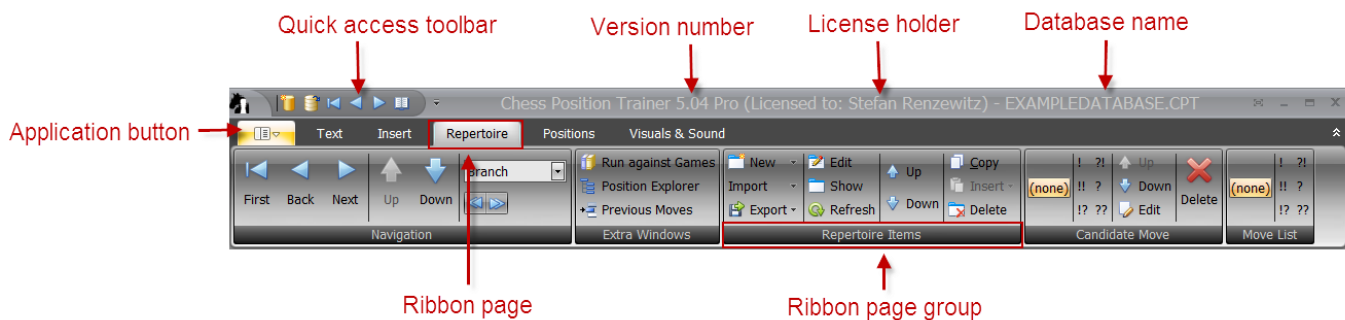 Quick access toolbar
Version number
License holder
Database name
Chess Position Trainer 5.04 Pro (Licensed to: Stefan Renzewitz) - EXAMPLEDATABASE.CPT
Application button
Text Insert Repertoire Positions Visuals & Sound
First Back Next Up Down
Branch
Navigation
Run against Games
Position Explorer
Previous Moves
Extra Windows
New Edit Up Copy
Import Show Insert
Export Refresh Down Delete
Repertoire Items
(none)
! ?!
!! ?
!? ??
Up
Down
Edit
Delete
Candidate Move
(none)
! ?!
!! ?
!? ??
Move List
Ribbon page
Ribbon page group